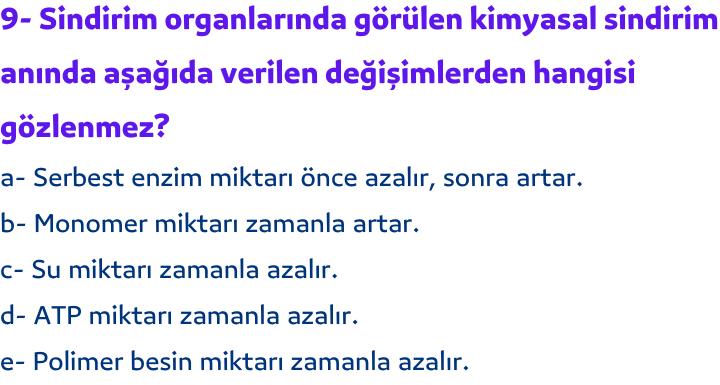 9- Sindirim organlarında görülen kimyasal sindirim
anında aşağıda verilen değişimlerden hangisi
gözlenmez?
a- Serbest enzim miktarı önce azalır, sonra artar.
b- Monomer miktarı zamanla artar.
c- Su miktarı zamanla azalır.
d- ATP miktarı zamanla azalır.
e- Polimer besin miktarı zamanla azalır.